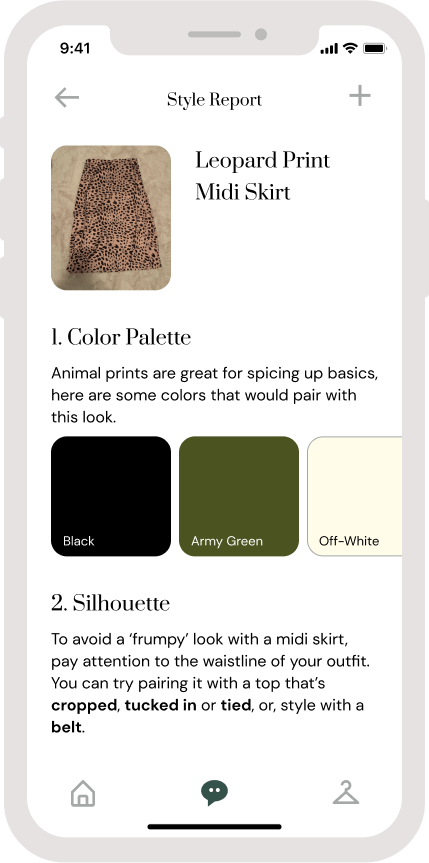 9:41
Style Report
Leopard Print
Midi Skirt
1. Color Palette
Animal prints are great for spicing up basics,
here are some colors that would pair with
this look.
Black
Army Green
Off-White
2. Silhouette
To avoid a ‘frumpy’ look with a midi skirt,
pay attention to the waistline of your outfit.
You can try pairing it with a top that’s
cropped, tucked in or tied, or, style with a
belt.